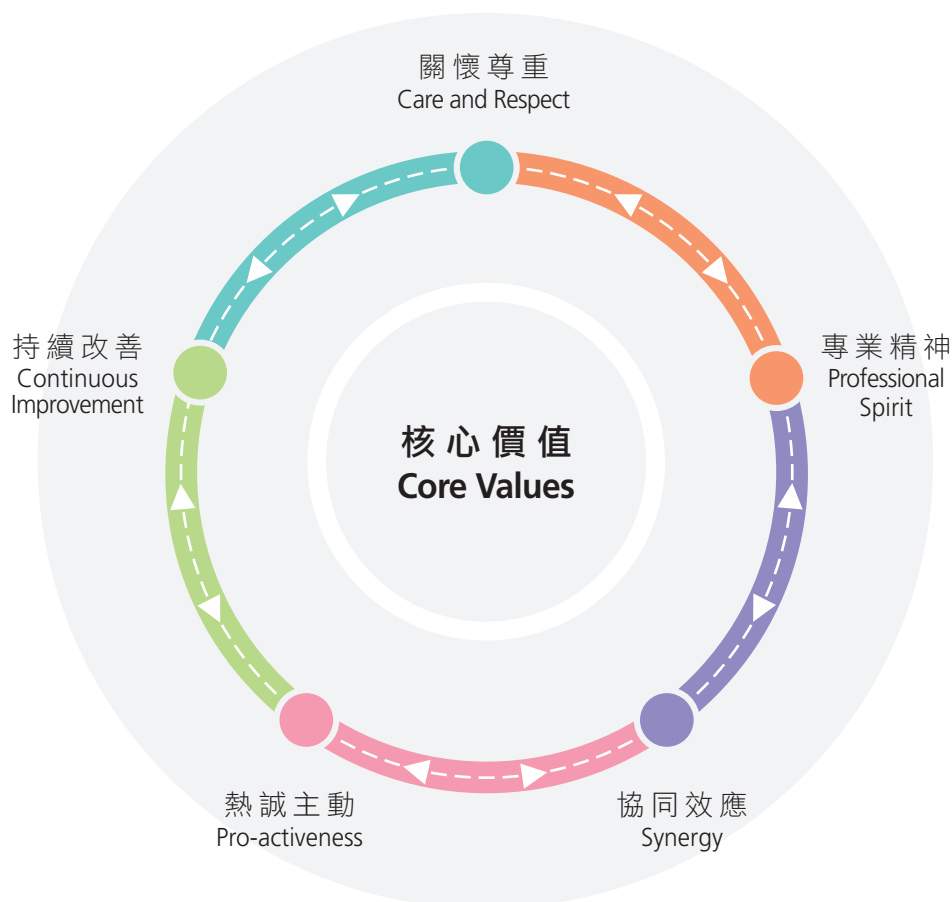 關懷尊重
Care and Respect
持續改善
Continuous
Improvement
專業精神
Professional
Spirit
核心價值
Core Values
熱誠主動
Pro-activeness
協同效應
Synergy